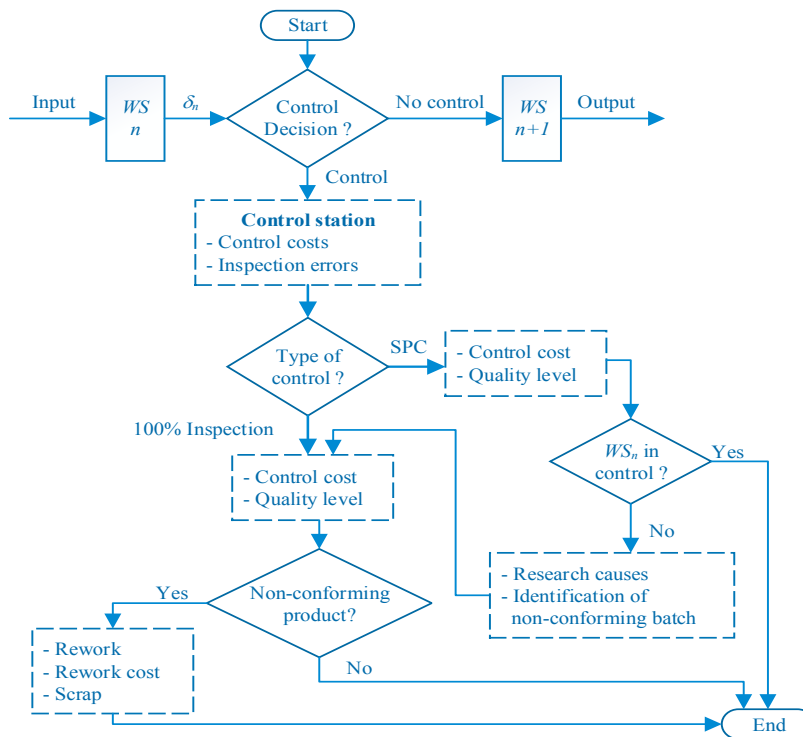 Start
Input
WS
n
δn
Control
Decision ?
No control
WS
n+1
Output
Control
Control station
- Control costs
- Inspection errors
Type of
control ?
SPC
- Control cost
- Quality level
100% Inspection
- Control cost
- Quality level
WSn in
control ?
Yes
No
- Research causes
- Identification of
non-conforming batch
Non-conforming
product?
Yes
- Rework
- Rework cost
- Scrap
No
End